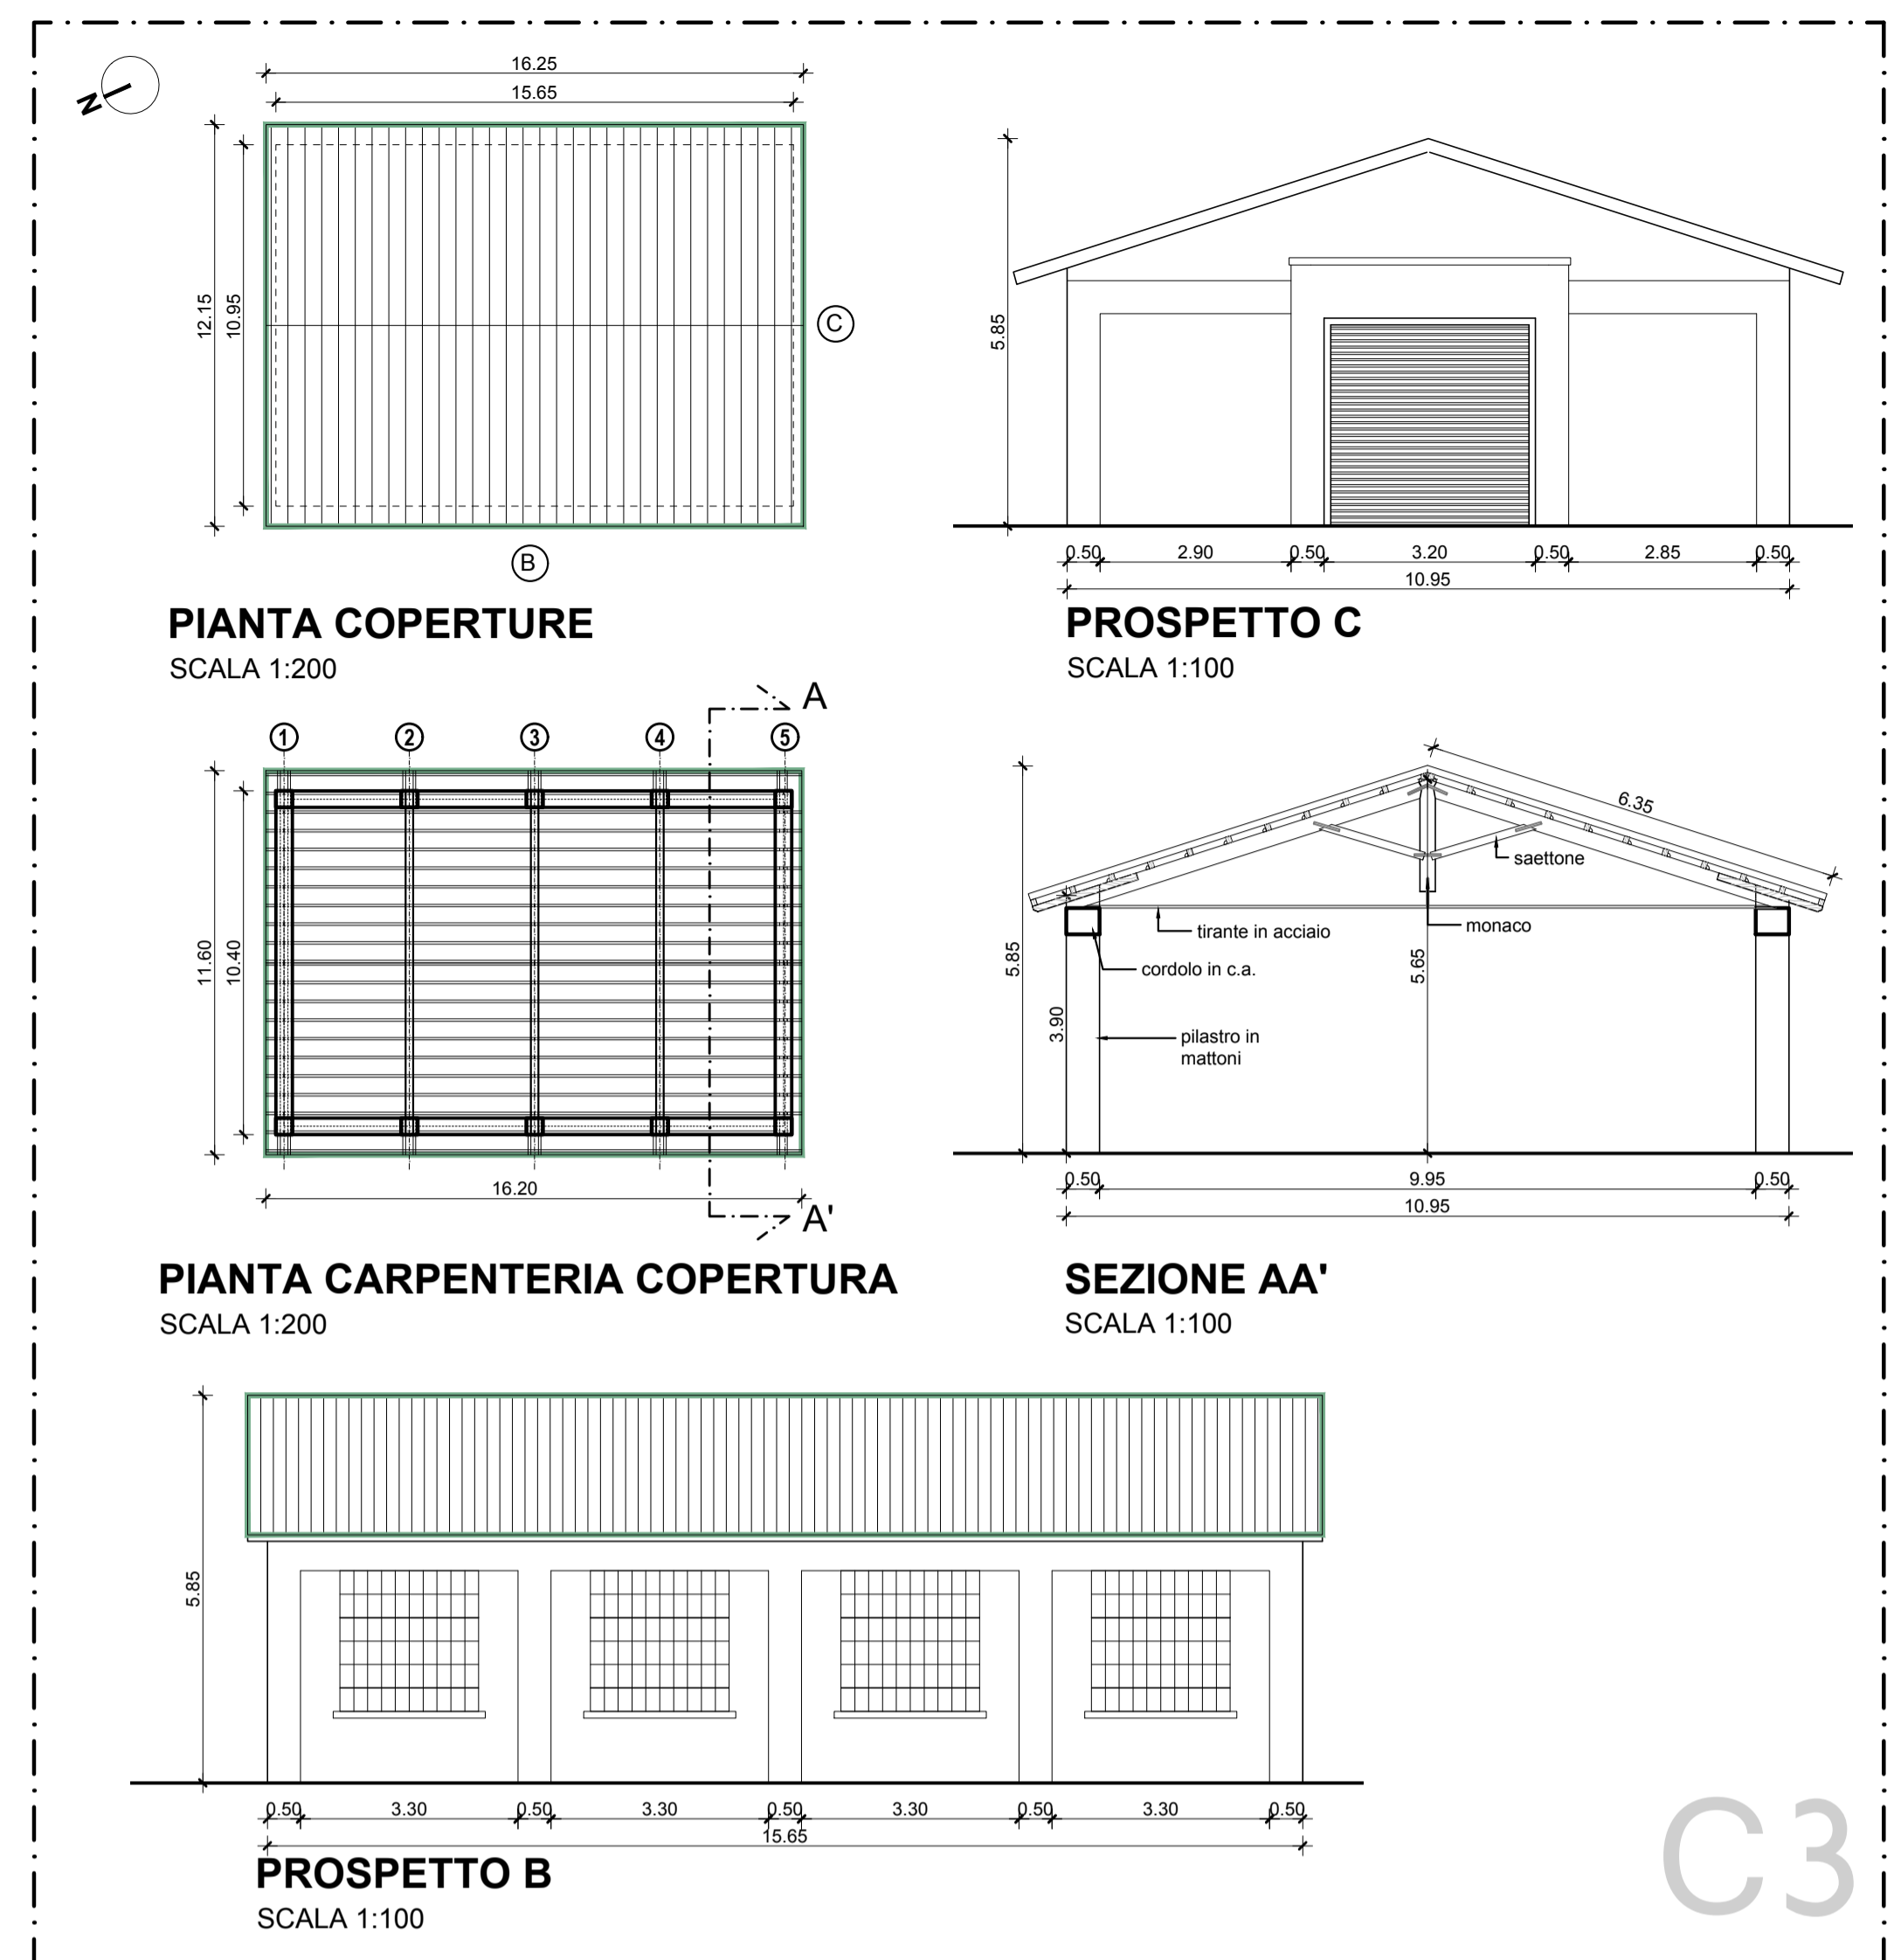 N
16.25
15.65
12.15
10.95
C
B
PIANTA COPERTURE
SCALA 1:200
5.85
0.50 2.90 0.50 3.20 0.50 2.85 0.50
10.95
PROSPETTO C
SCALA 1:100
A
1 2 3 4 5
11.60
10.40
16.20
A'
PIANTA CARPENTERIA COPERTURA
SCALA 1:200
6.35
saettone
monaco
tirante in acciaio
cordolo in c.a.
pilastro in
mattoni
5.85
3.90
5.65
0.50 9.95 0.50
10.95
SEZIONE AA'
SCALA 1:100
5.85
0.50 3.30 0.50 3.30 0.50 3.30 0.50 3.30 0.50
15.65
PROSPETTO B
SCALA 1:100
C3